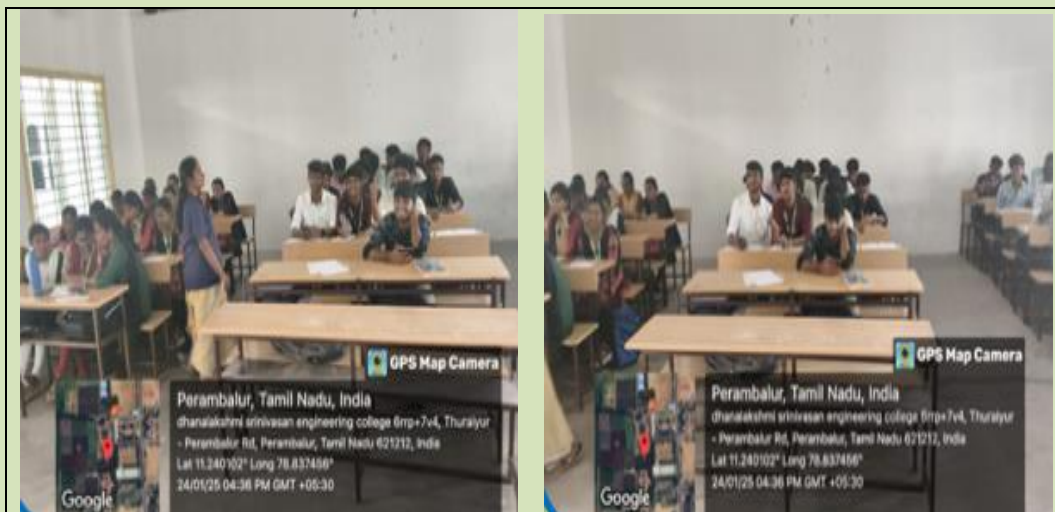 GPS Map Camera
Perambalur, Tamil Nadu, India
dhanalakshmi srinivasan engineering college 6rrp+7v4, Thuraiyur
- Perambalur Rd, Perambalur, Tamil Nadu 621212, India
Lat 11.240102° Long 78.837456°
24/01/25 04:36 PM GMT +05:30
Google
GPS Map Camera
Perambalur, Tamil Nadu, India
dhanalakshmi srinivasan engineering college 6rrp+7v4, Thuraiyur
- Perambalur Rd, Perambalur, Tamil Nadu 621212, India
Lat 11.240102° Long 78.837456°
24/01/25 04:36 PM GMT +05:30
Google